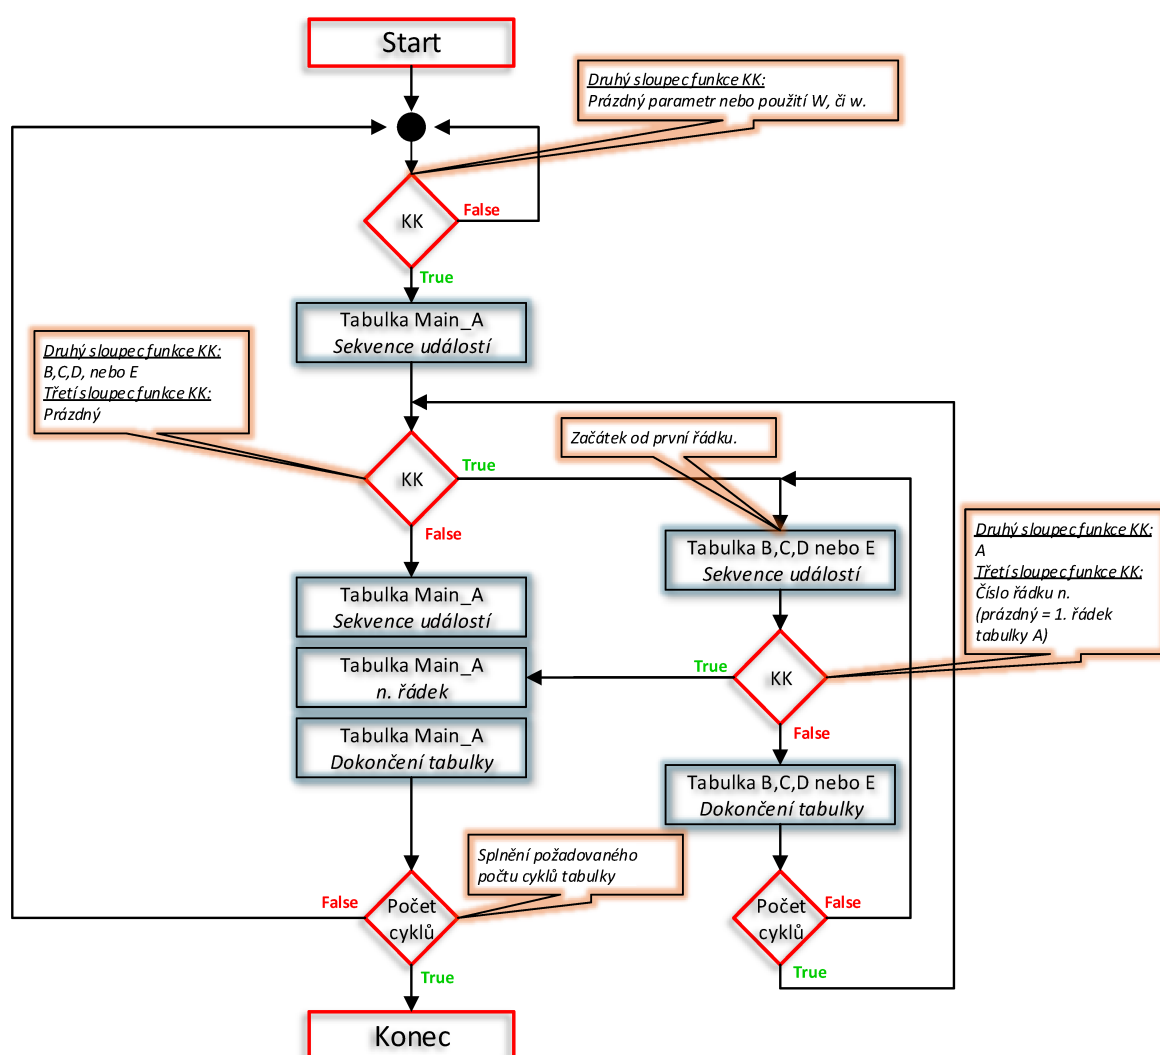 Start
Druhý sloupec funkce KK:
Prázdný parametr nebo použití W, či w.
KK
False
True
Tabulka Main_A
Sekvence událostí
Druhý sloupec funkce KK:
B,C,D, nebo E
Třetí sloupec funkce KK:
Prázdný
Začátek od první řádku.
KK
True
False
Tabulka B,C,D nebo E
Sekvence událostí
Druhý sloupec funkce KK:
A
Třetí sloupec funkce KK:
Číslo řádku n.
(prázdný = 1. řádek
tabulky A)
Tabulka Main_A
Sekvence událostí
Tabulka Main_A
n. řádek
True
KK
False
Tabulka Main_A
Dokončení tabulky
Tabulka B,C,D nebo E
Dokončení tabulky
Splnění požadovaného
počtu cyklů tabulky
False
Počet
cyklů
True
Počet
cyklů
False
True
Konec